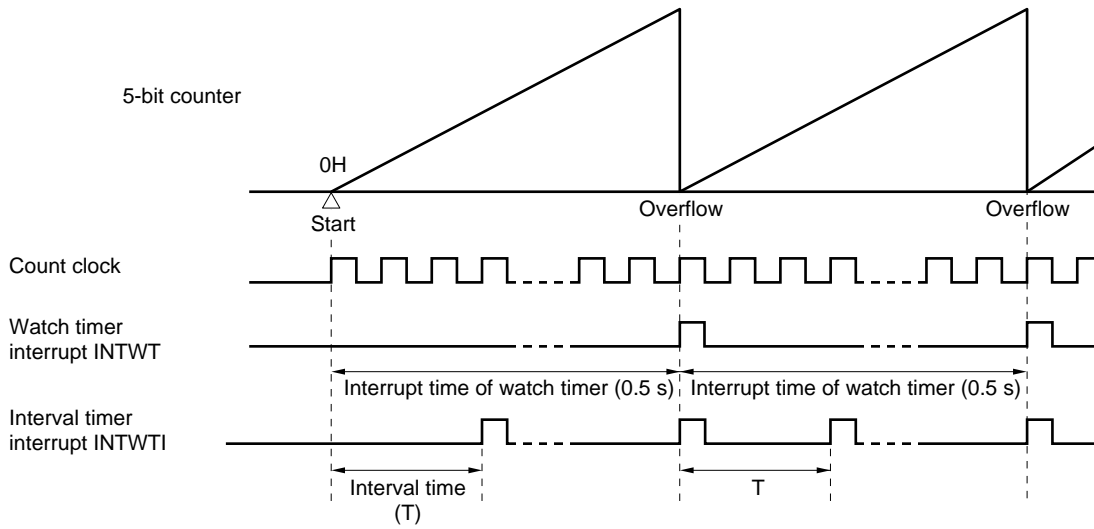 5-bit counter
0H
Start
Overflow
Overflow
Count clock
Watch timer
interrupt INTWT
Interrupt time of watch timer (0.5 s)
Interrupt time of watch timer (0.5 s)
Interval timer
interrupt INTWTI
Interval time
(T)
T